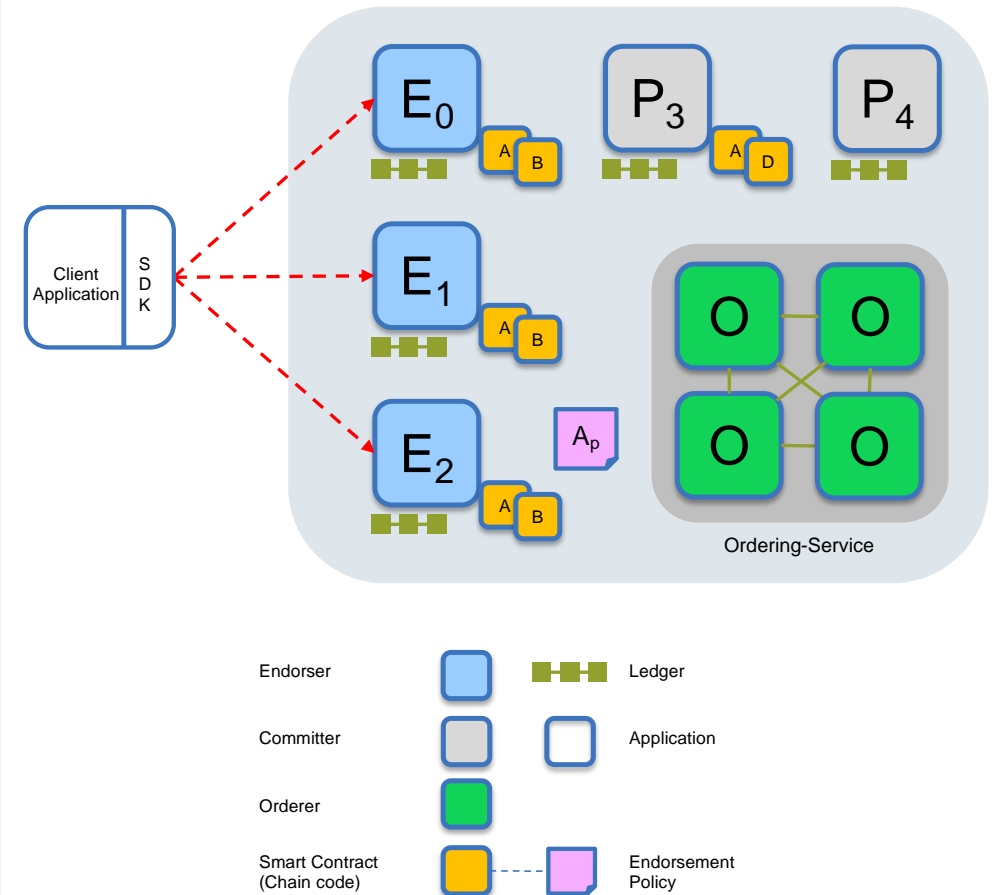 E0
A
B
P3
A
D
P4
Client
Application
S
D
K
E1
A
B
O
O
E2
A
B
Ap
O
O
Ordering-Service
Endorser
Ledger
Committer
Application
Orderer
Smart Contract
(Chain code)
Endorsement
Policy